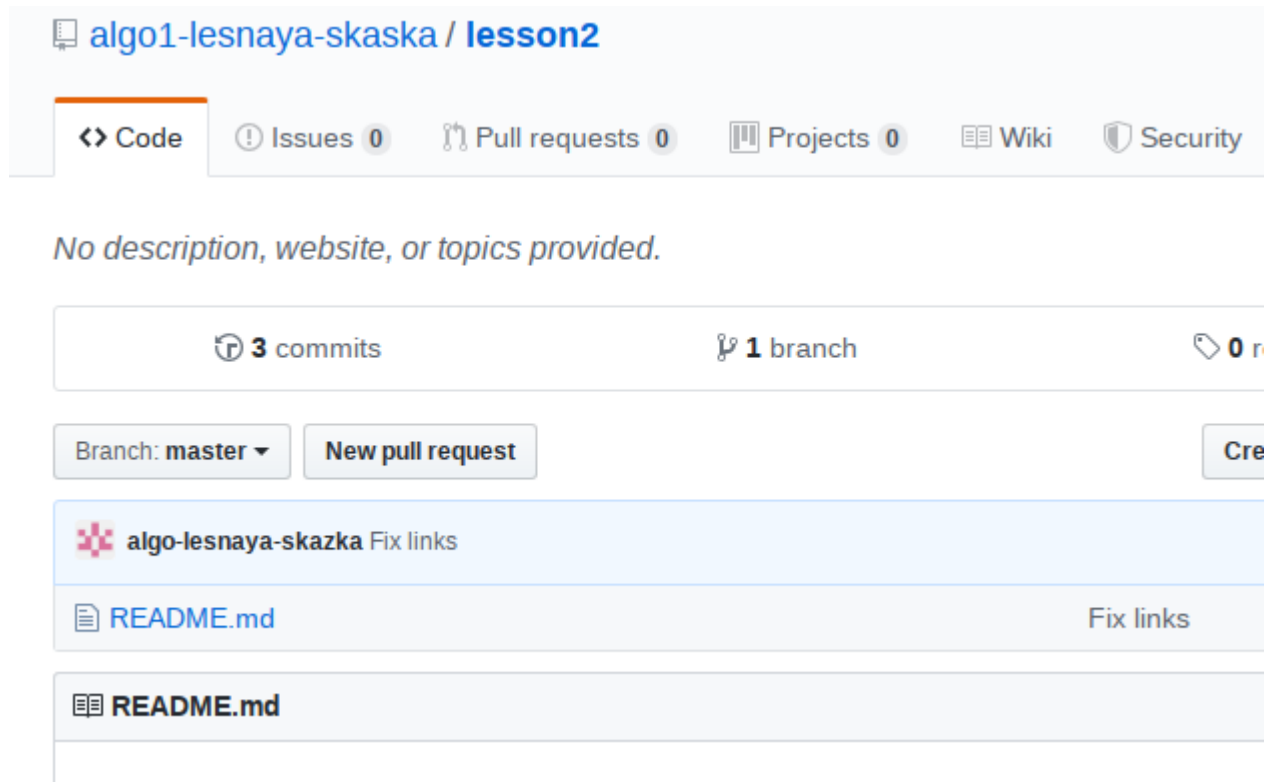 algo1-lesnaya-skaska / lesson2
Code Issues 0 Pull requests 0 Projects 0 Wiki Security
No description, website, or topics provided.
3 commits 1 branch 0
Branch: master New pull request
algo-lesnaya-skazka Fix links
README.md Fix links
README.md